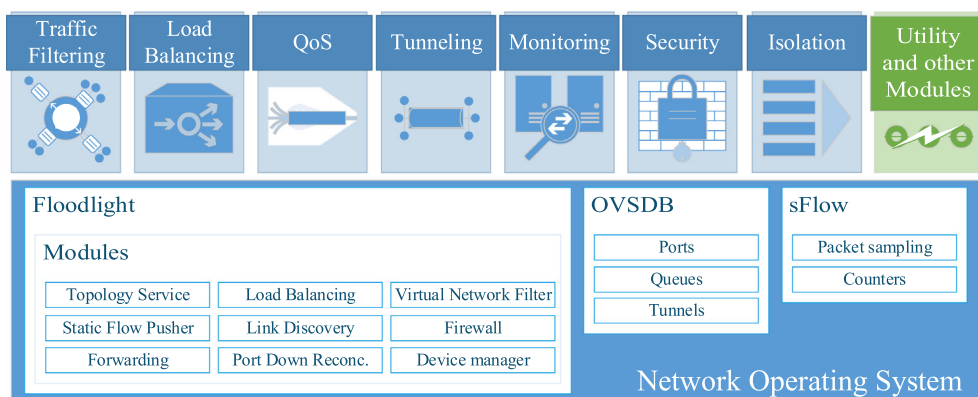 Traffic
Filtering
Load
Balancing
QoS
Tunneling
Monitoring
Security
Isolation
Utility
and other
Modules
Floodlight
Modules
Topology Service
Load Balancing
Virtual Network Filter
Static Flow Pusher
Link Discovery
Firewall
Forwarding
Port Down Reconc.
Device manager
OVSDB
Ports
Queues
Tunnels
sFlow
Packet sampling
Counters
Network Operating System